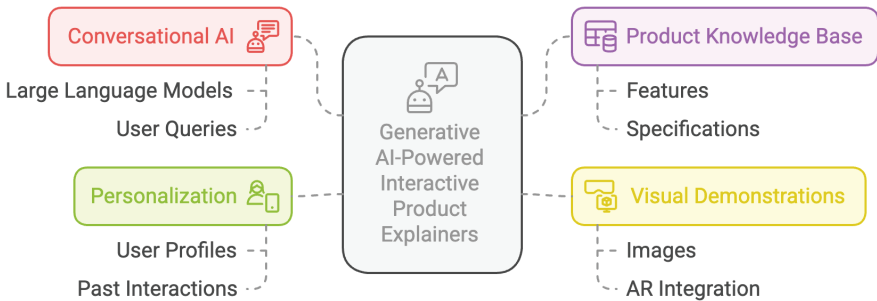 Conversational AI
Large Language Models
User Queries
Personalization
User Profiles
Past Interactions
A
Generative
AI-Powered
Interactive
Product
Explainers
Product Knowledge Base
Features
Specifications
Visual Demonstrations
Images
AR Integration